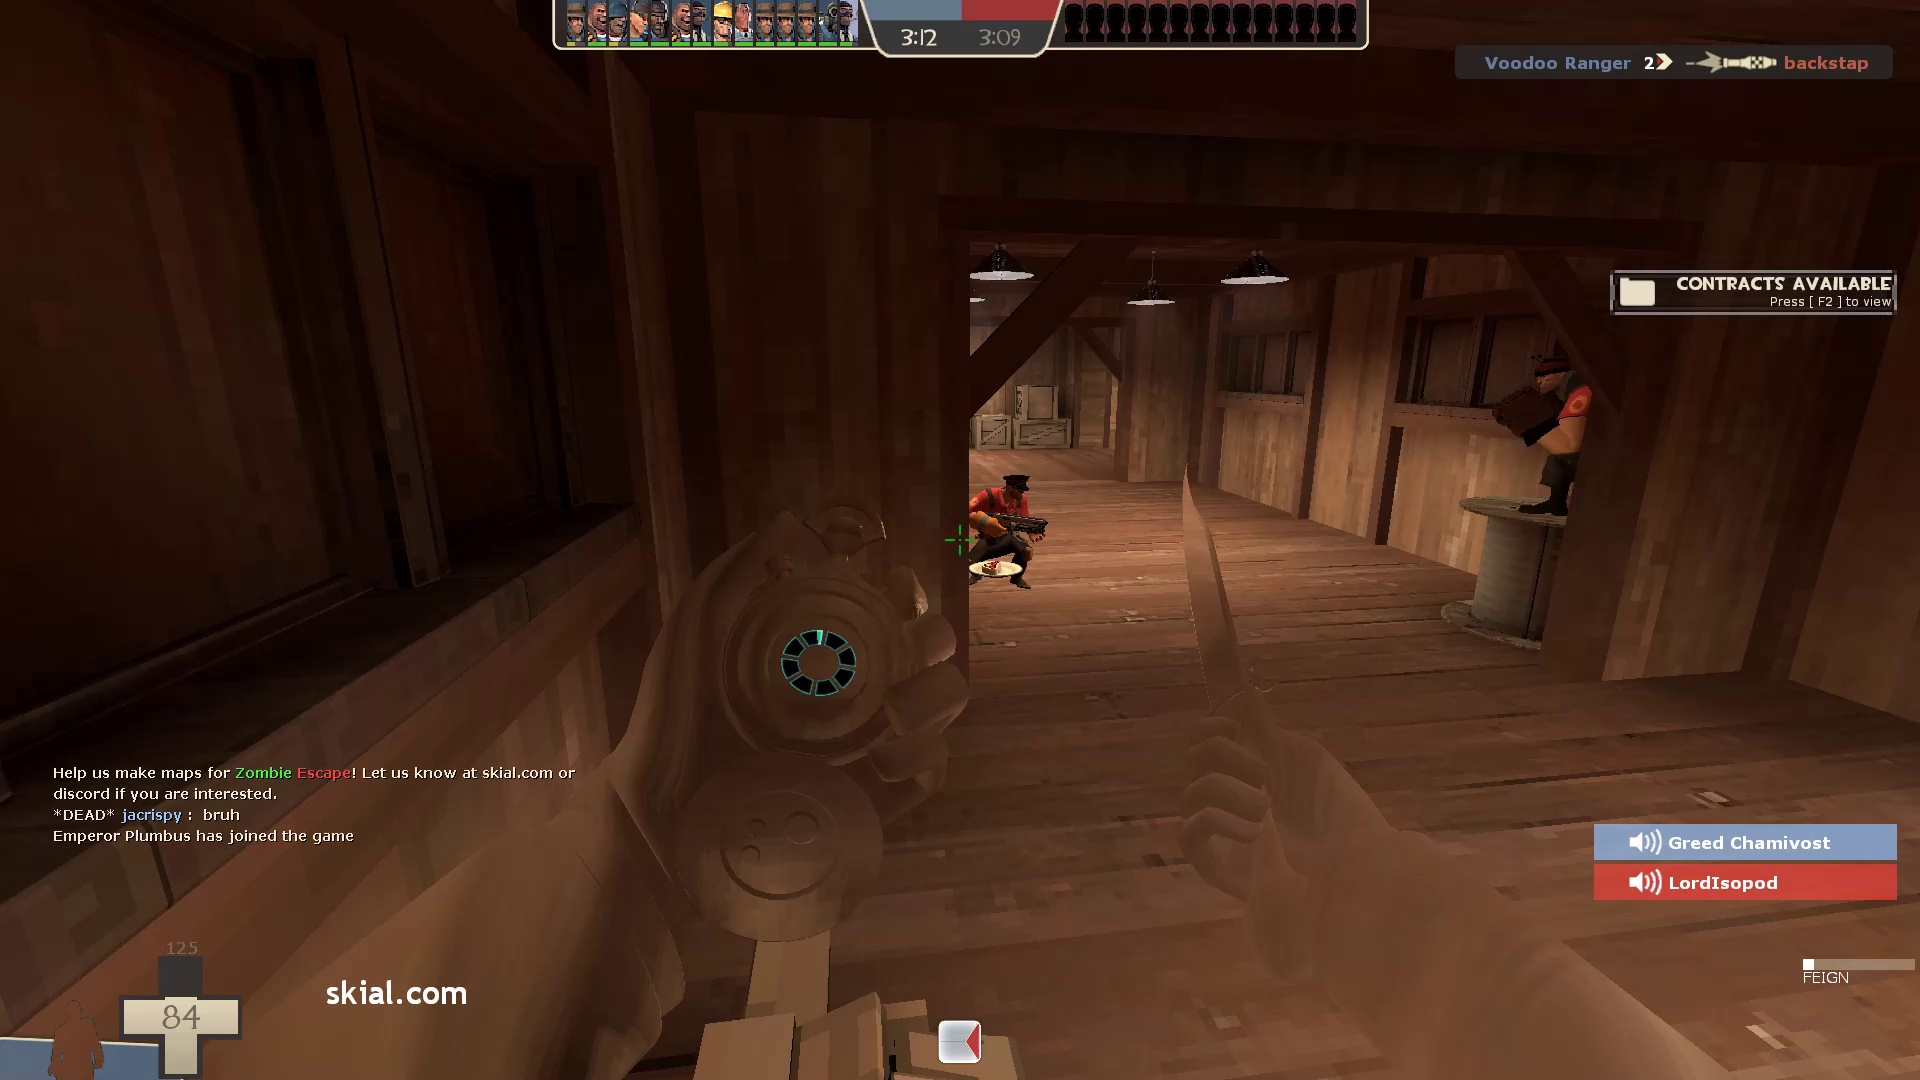 3:12 3:09
Voodoo Ranger 2 backstap
CONTRACTS AVAILABLE
Press [ F2 ] to view
Help us make maps for Zombie Escape! Let us know at skial.com or
discord if you are interested.
*DEAD* jacrispy : bruh
Emperor Plumbus has joined the game
Greed Chamivost
LordIsopod
125
84
skial.com
FEIGN